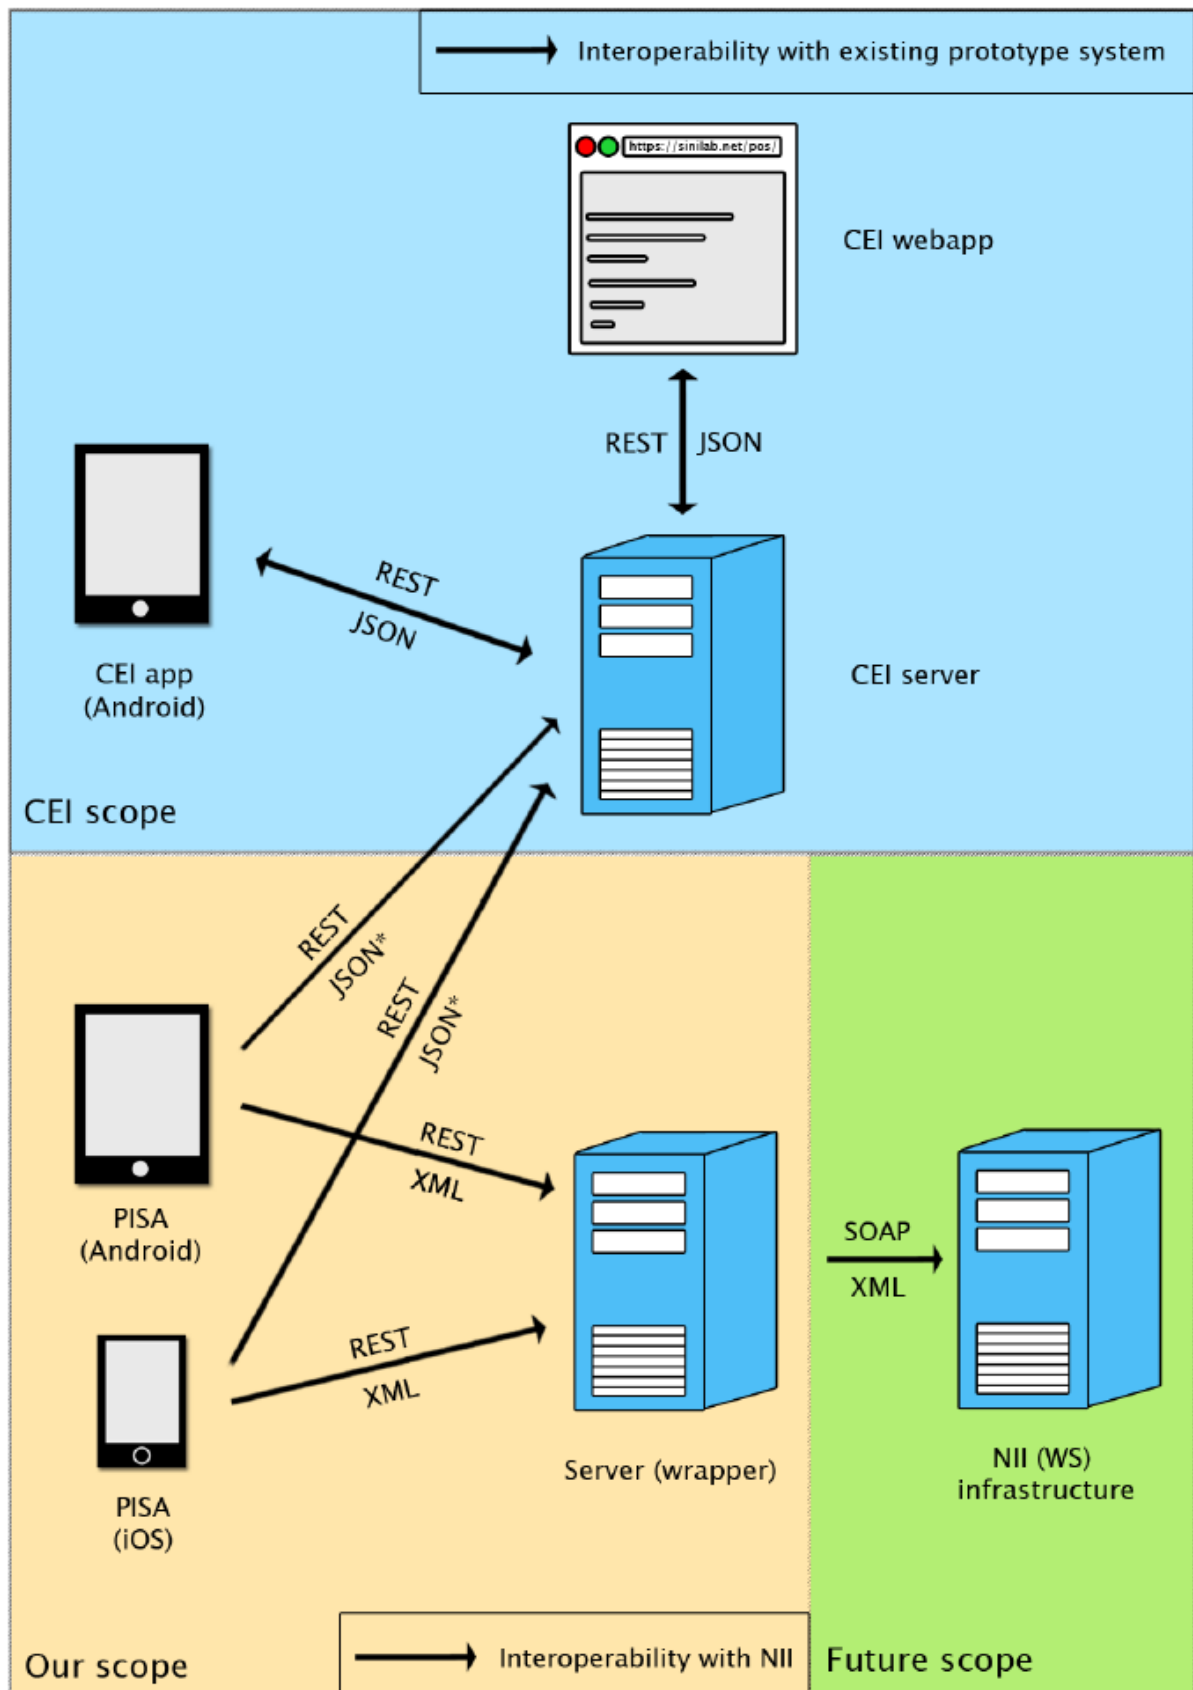 Interoperability with existing prototype system
https://sinilab.net/pos/
CEI webapp
REST
JSON
REST
JSON
CEI app
(Android)
CEI server
CEI scope
REST
JSON*
REST
JSON*
PISA
(Android)
REST
XML
SOAP
XML
REST
XML
PISA
(iOS)
Server (wrapper)
NII (WS)
infrastructure
Interoperability with NII
Our scope
Future scope